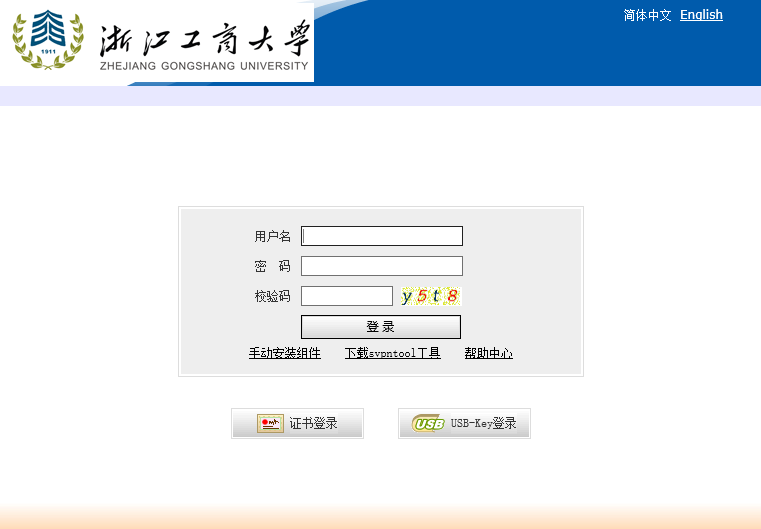 简体中文 English
1911
浙江工商大学
ZHEJIANG GONGSHANG UNIVERSITY
用户名
密 码
校验码 y5t8
登录
手动安装组件 下载svpntool工具 帮助中心
证书登录 USB USB-Key登录